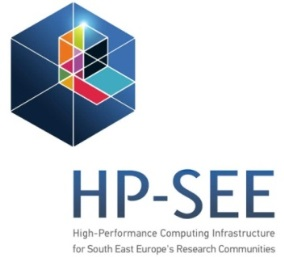 HP-SEE
High-Performance Computing Infrastructure
for South East Europe's Research Communities